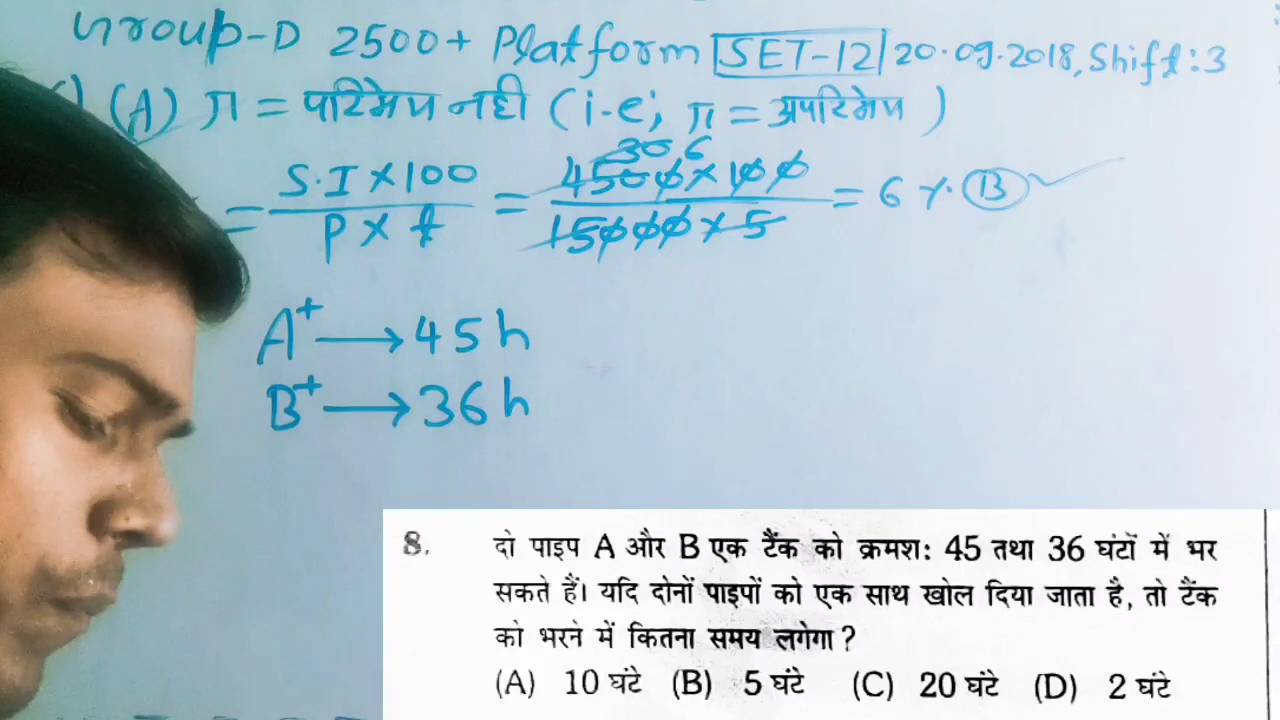 Group-D 2500+ Platform SET-12 20.09.2018, Shift:3
(A) π = परिमेय नहीं (i.e; π = अपरिमेय)
30 6
= S.I × 100 / P × t = 4500 × 100 / 15000 × 5 = 6 %. B ✓
A+ → 45 h
B+ → 36 h
8. दो पाइप A और B एक टैंक को क्रमश: 45 तथा 36 घंटों में भर
सकते हैं। यदि दोनों पाइपों को एक साथ खोल दिया जाता है, तो टैंक
को भरने में कितना समय लगेगा ?
(A) 10 घंटे (B) 5 घंटे (C) 20 घंटे (D) 2 घंटे